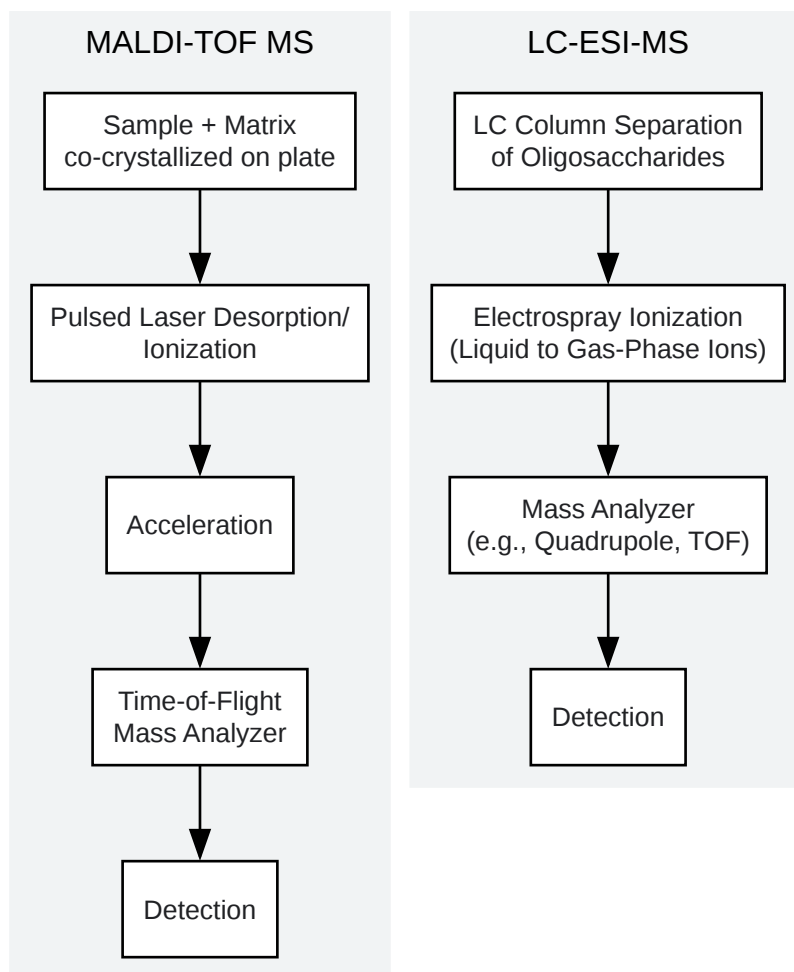 MALDI-TOF MS
Sample + Matrix
co-crystallized on plate
Pulsed Laser Desorption/
Ionization
Acceleration
Time-of-Flight
Mass Analyzer
Detection
LC-ESI-MS
LC Column Separation
of Oligosaccharides
Electrospray Ionization
(Liquid to Gas-Phase Ions)
Mass Analyzer
(e.g., Quadrupole, TOF)
Detection